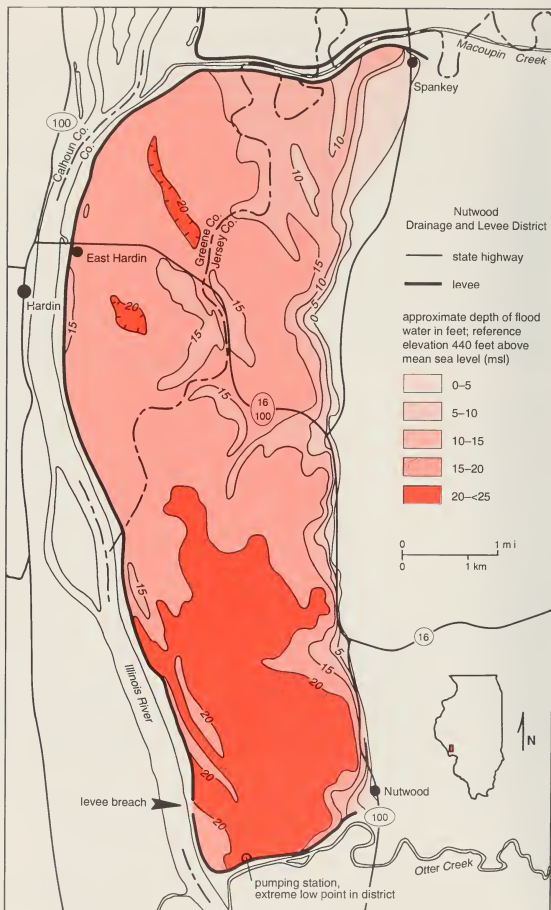 Macoupin Creek
Spankey
100
Calhoun Co.
Co.
20
10
10
Greene Co.
Jersey Co.
Nutwood
Drainage and Levee District
state highway
levee
East Hardin
Hardin
15
20
15
15
15
0
5
10
15
16
100
approximate depth of flood
water in feet; reference
elevation 440 feet above
mean sea level (msl)
0–5
5–10
10–15
15–20
20–<25
0 1 mi
0 1 km
15
16
5
15
20
Illinois River
20
20
20
N
levee breach
Nutwood
100
Otter Creek
pumping station,
extreme low point in district